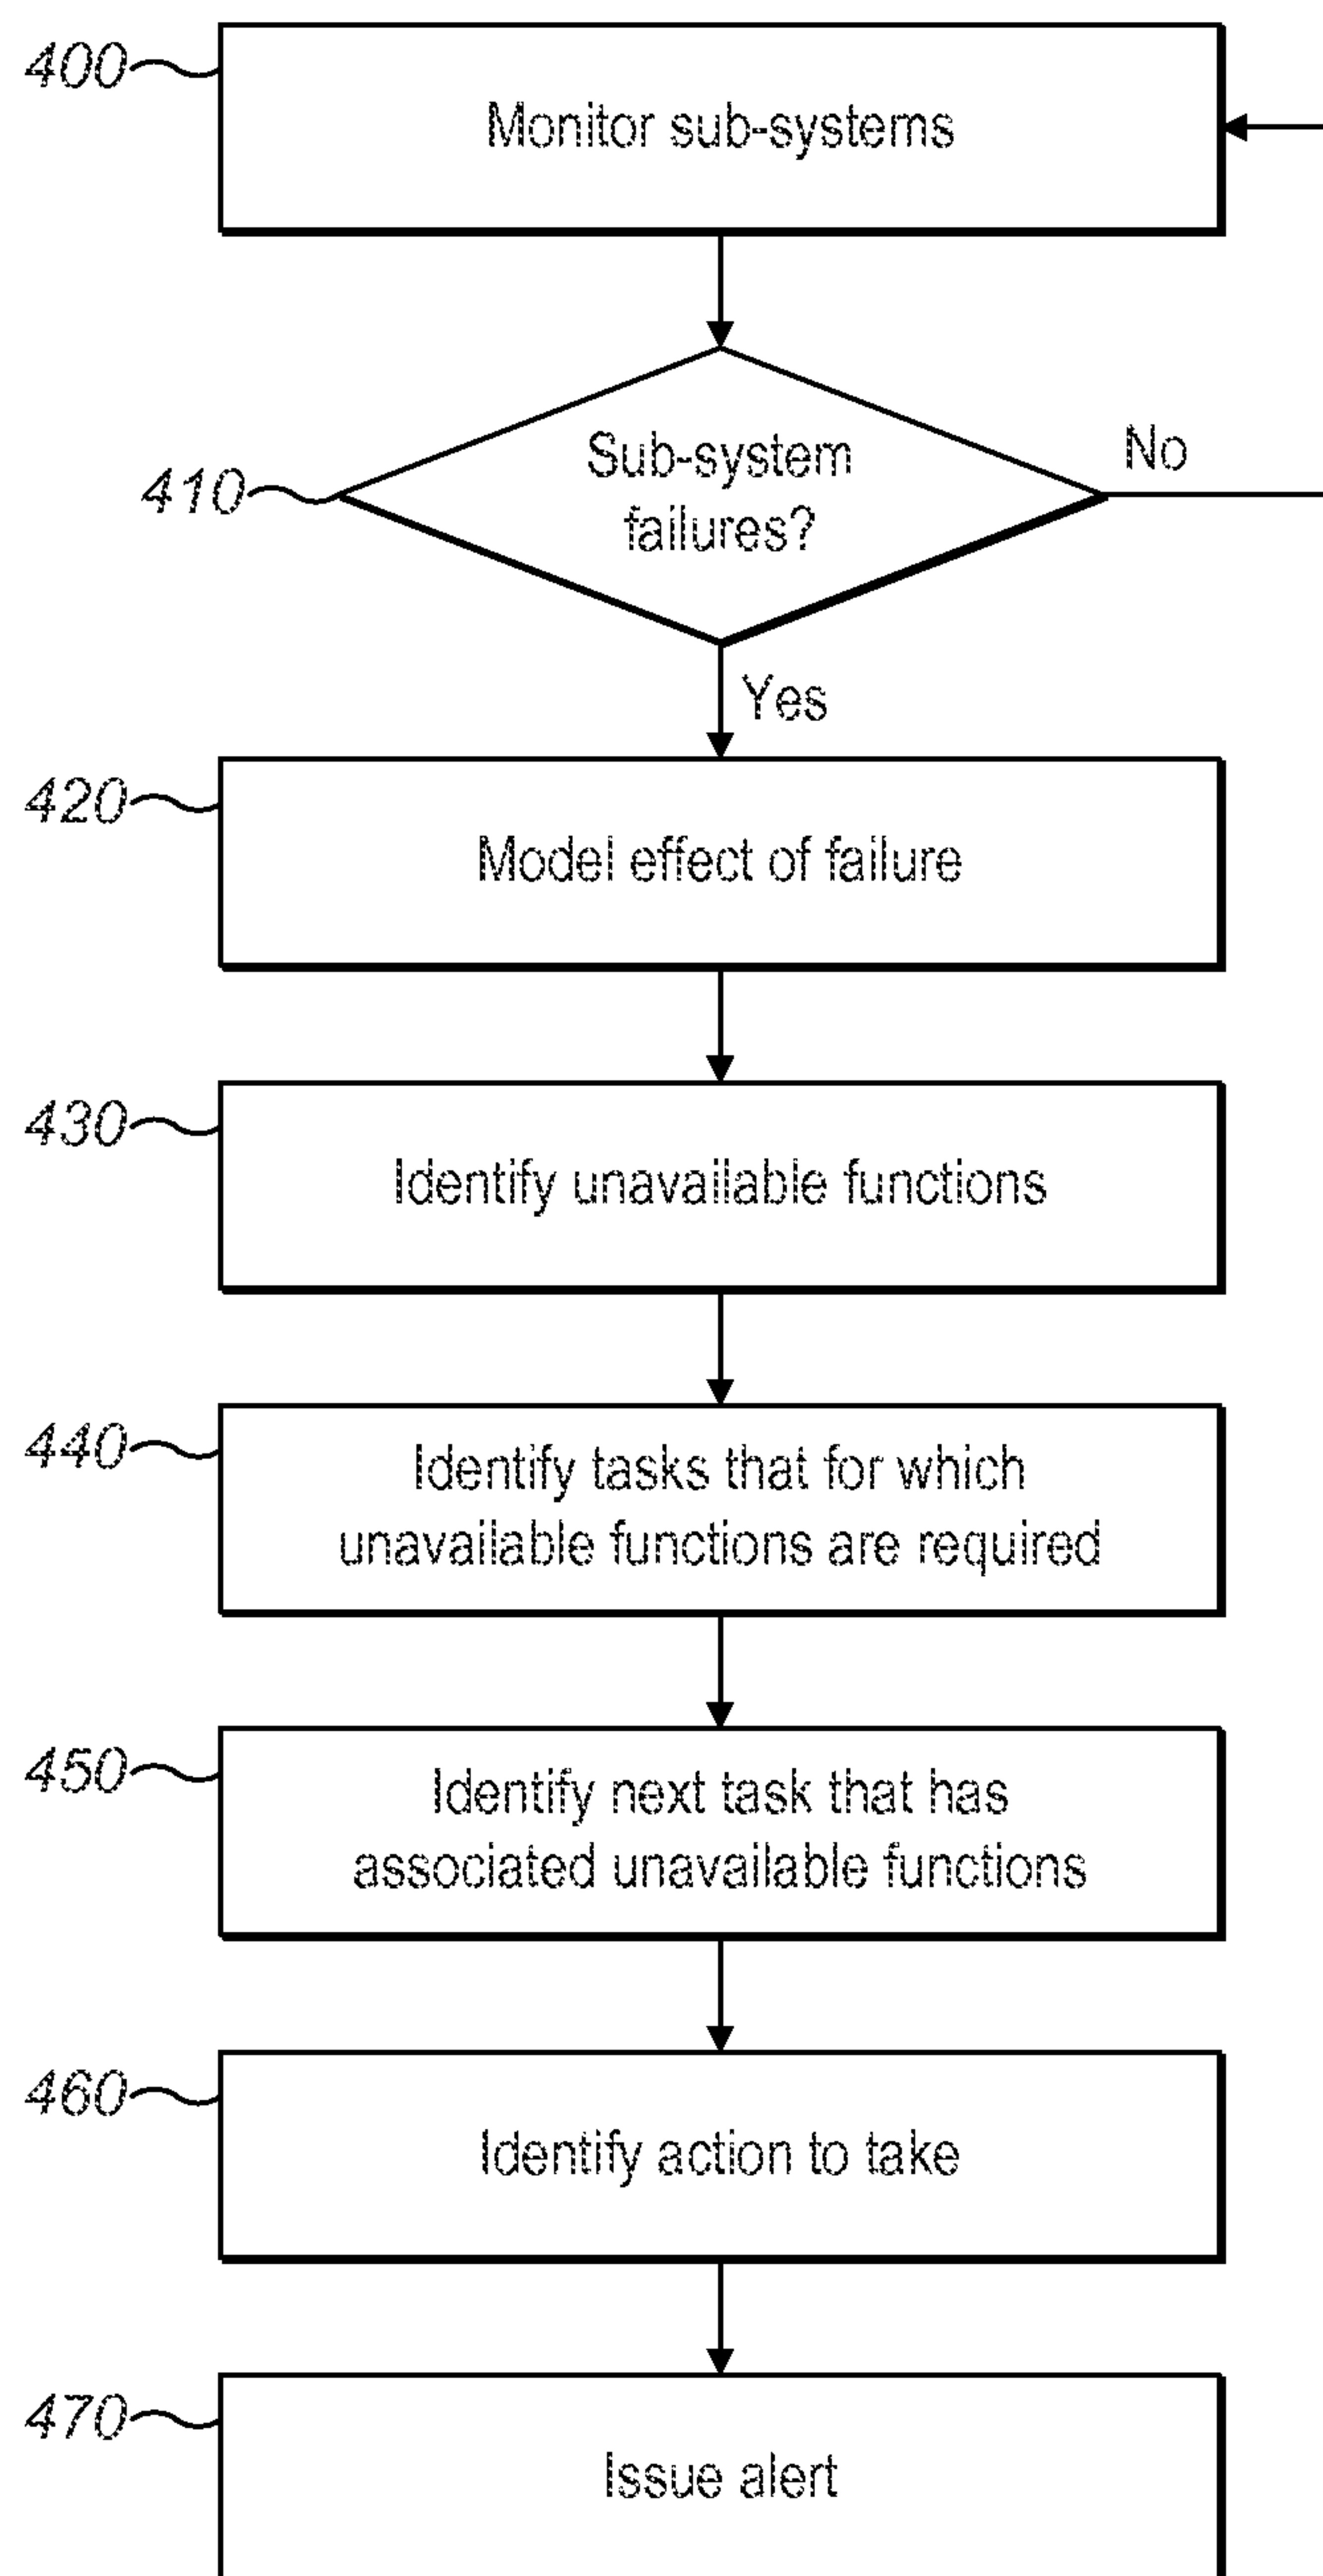 400
Monitor sub-systems
410
Sub-system
failures?
No
Yes
420
Model effect of failure
430
Identify unavailable functions
440
Identify tasks that for which
unavailable functions are required
450
Identify next task that has
associated unavailable functions
460
Identify action to take
470
Issue alert